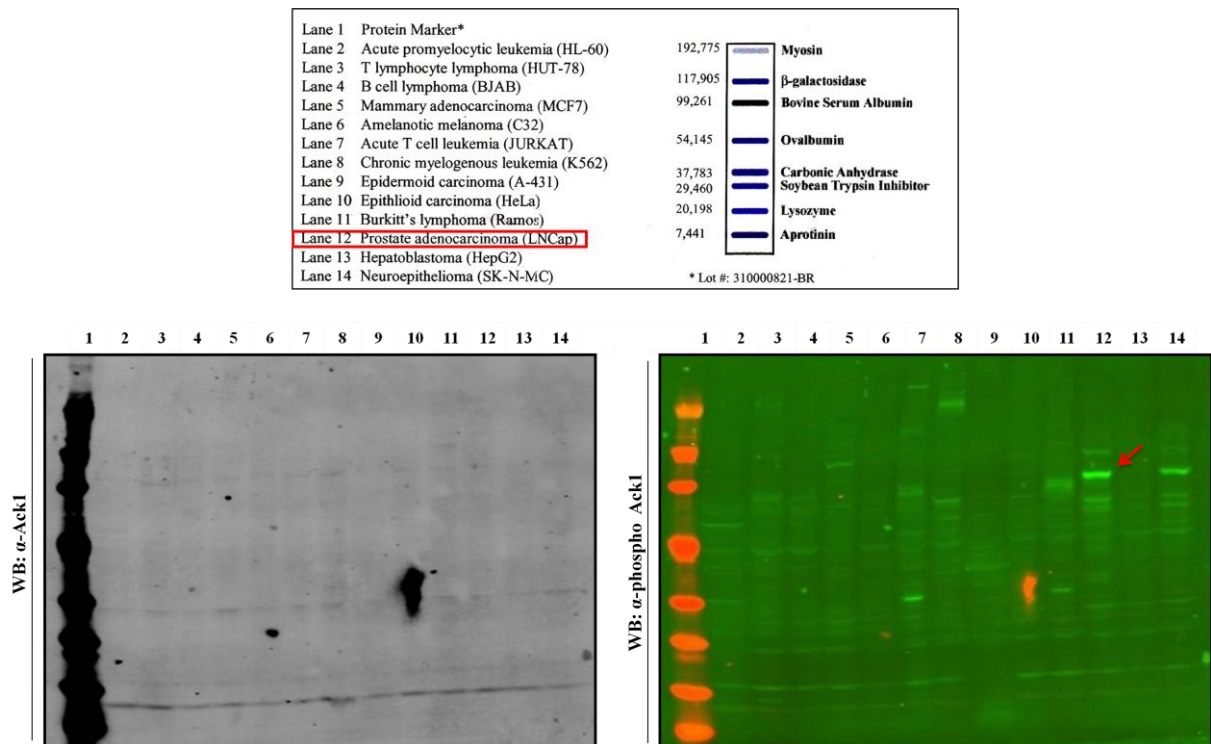 Lane 1 Protein Marker*
Lane 2 Acute promyelocytic leukemia (HL-60)
Lane 3 T lymphocyte lymphoma (HUT-78)
Lane 4 B cell lymphoma (BJAB)
Lane 5 Mammary adenocarcinoma (MCF7)
Lane 6 Amelanotic melanoma (C32)
Lane 7 Acute T cell leukemia (JURKAT)
Lane 8 Chronic myelogenous leukemia (K562)
Lane 9 Epidermoid carcinoma (A-431)
Lane 10 Epithlioid carcinoma (HeLa)
Lane 11 Burkitt's lymphoma (Ramos)
Lane 12 Prostate adenocarcinoma (LNCap)
Lane 13 Hepatoblastoma (HepG2)
Lane 14 Neuroepithelioma (SK-N-MC)
192,775 Myosin
117,905 β-galactosidase
99,261 Bovine Serum Albumin
54,145 Ovalbumin
37,783 Carbonic Anhydrase
29,460 Soybean Trypsin Inhibitor
20,198 Lysozyme
7,441 Aprotinin
* Lot #: 310000821-BR
1 2 3 4 5 6 7 8 9 10 11 12 13 14
WB: α-Ack1
1 2 3 4 5 6 7 8 9 10 11 12 13 14
WB: α-phospho Ack1